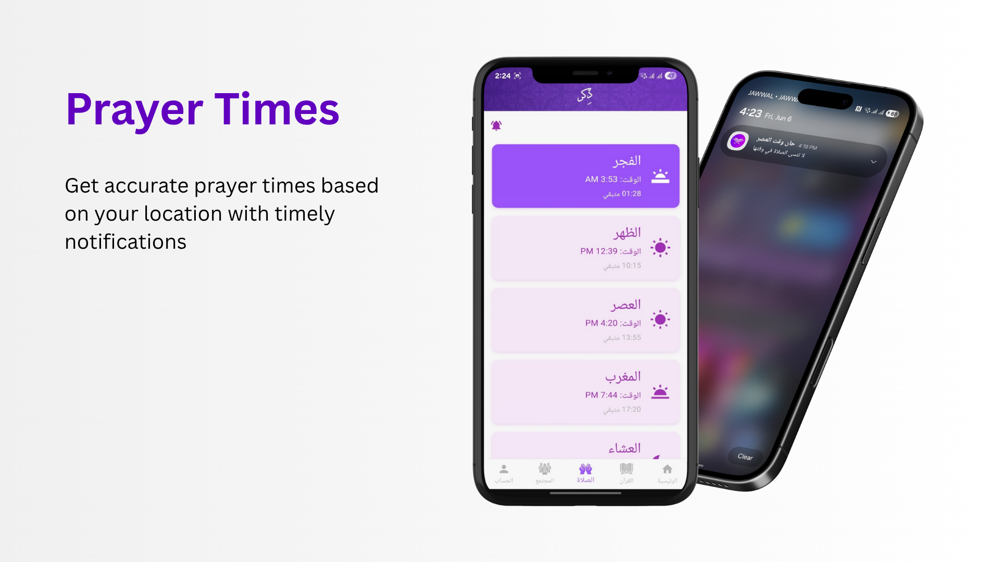 Prayer Times
Get accurate prayer times based
on your location with timely
notifications
2:24
47
ذِكْر
الفجر
الوقت: 3:53 AM
01:28 متبقي
الظهر
الوقت: 12:39 PM
10:15 متبقي
العصر
الوقت: 4:20 PM
13:55 متبقي
المغرب
الوقت: 7:44 PM
17:20 متبقي
العشاء
الرئيسية
القرآن
الصلاة
المجتمع
الحساب
JAWWAL • JAWW
68
4:23 Fri, Jun 6
حان وقت العصر 4:19 PM
لا تنسى الصلاة في وقتها
Clear